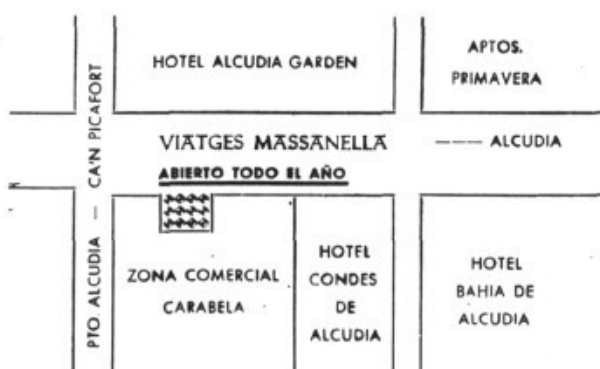 HOTEL ALCUDIA GARDEN
APTOS.
PRIMAVERA
PTO. ALCUDIA — CA'N PICAFORT
VIATGES MASSANELLA
---- ALCUDIA
ABIERTO TODO EL AÑO
ZONA COMERCIAL
CARABELA
HOTEL
CONDES
DE
ALCUDIA
HOTEL
BAHIA DE
ALCUDIA